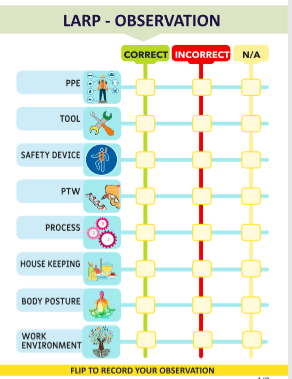 LARP - OBSERVATION
CORRECT INCORRECT N/A
PPE
TOOL
SAFETY DEVICE
PTW
PROCESS
HOUSE KEEPING
BODY POSTURE
WORK
ENVIRONMENT
FLIP TO RECORD YOUR OBSERVATION